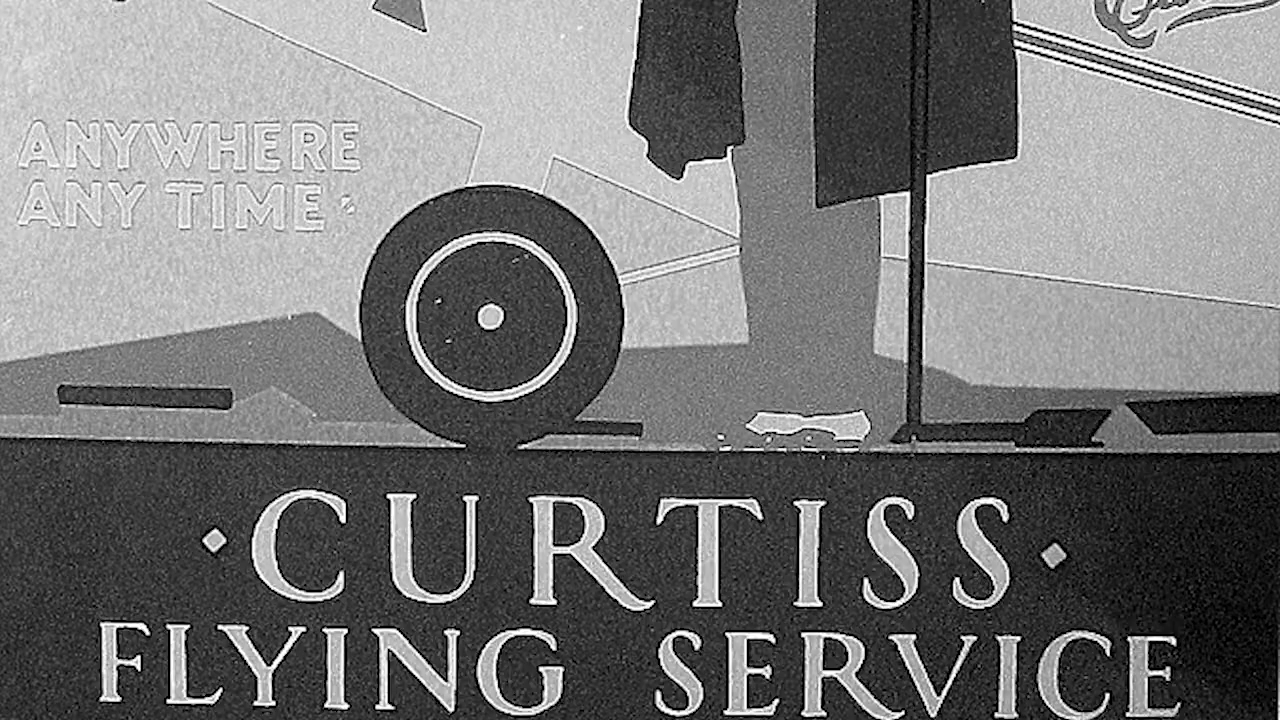 ANYWHERE
ANY TIME
· CURTISS ·
FLYING SERVICE